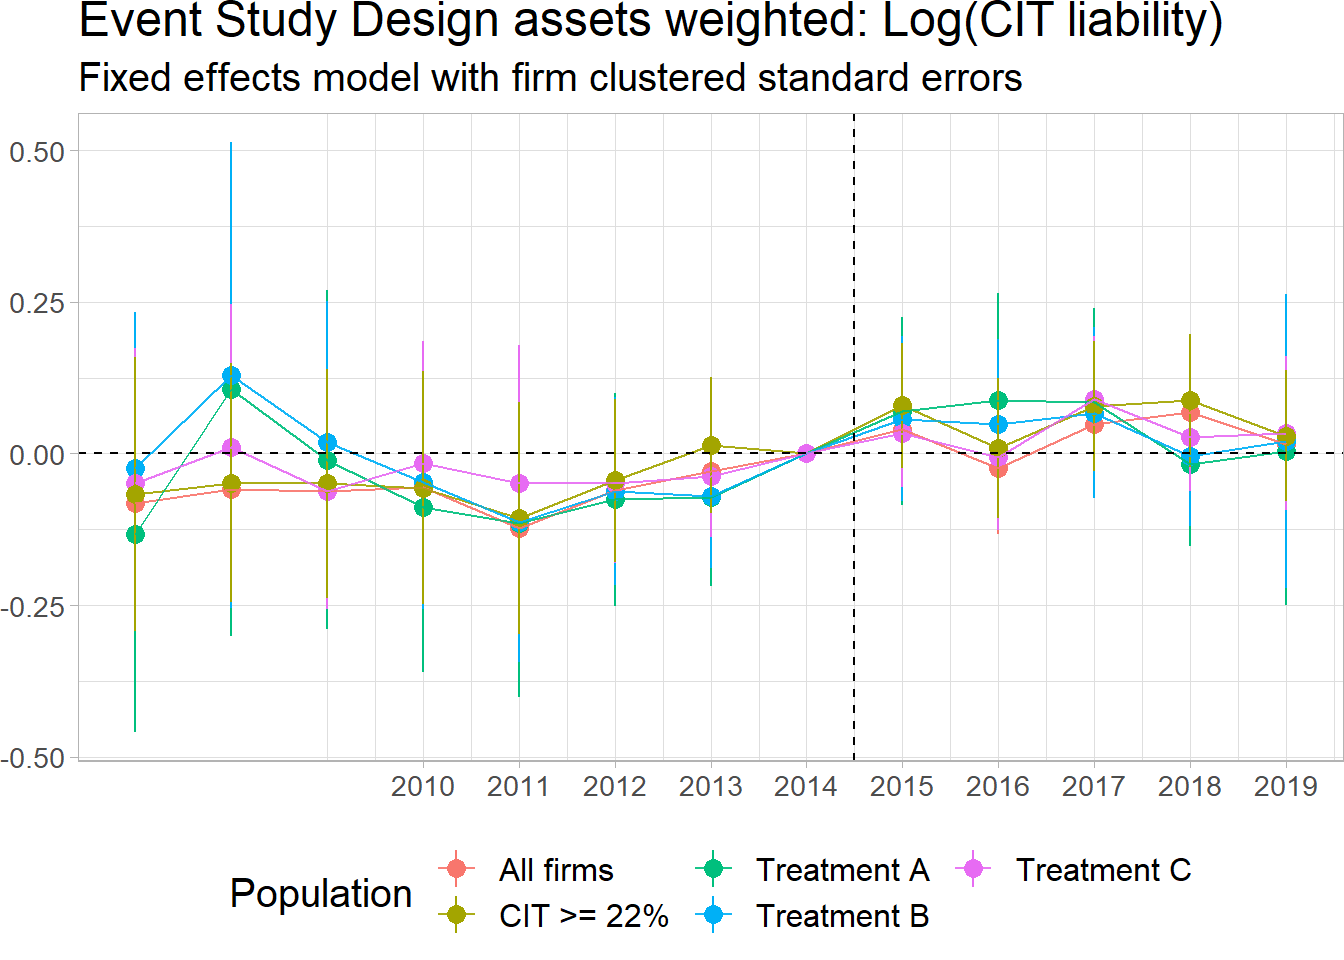 Event Study Design assets weighted: Log(CIT liability)
Fixed effects model with firm clustered standard errors
0.50
0.25
0.00
-0.25
-0.50
2010 2011 2012 2013 2014 2015 2016 2017 2018 2019
Population
All firms
CIT >= 22%
Treatment A
Treatment B
Treatment C